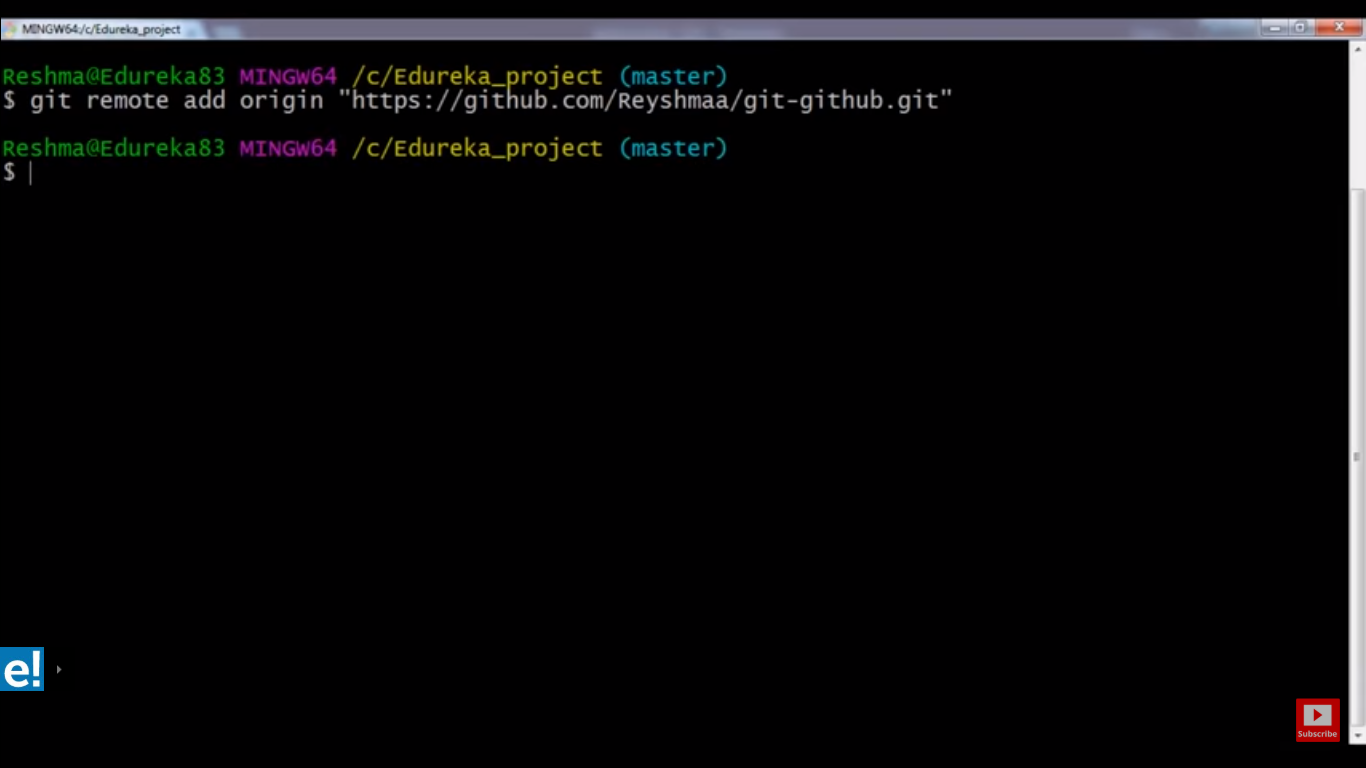 MINGW64:/c/Edureka_project
Reshma@Edureka83 MINGW64 /c/Edureka_project (master)
$ git remote add origin "https://github.com/Reyshmaa/git-github.git"
Reshma@Edureka83 MINGW64 /c/Edureka_project (master)
$
e!
Subscribe